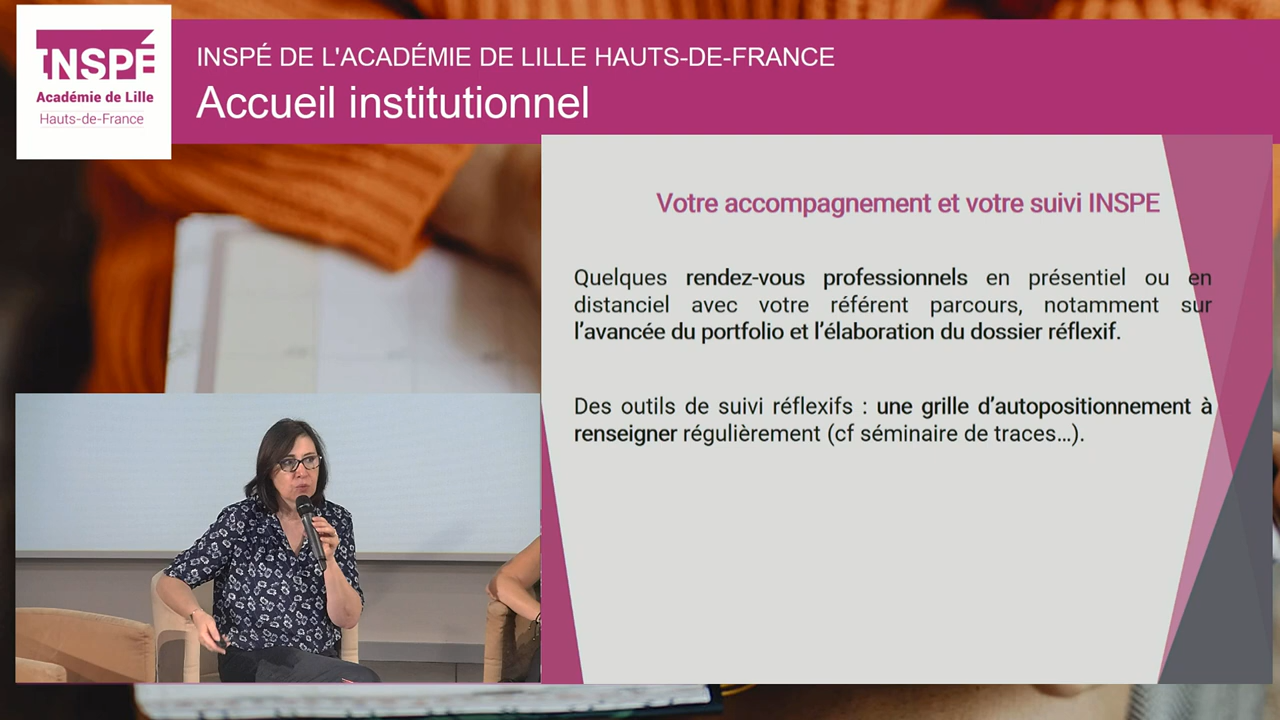 INSPÉ
Académie de Lille
Hauts-de-France
INSPÉ DE L'ACADÉMIE DE LILLE HAUTS-DE-FRANCE
Accueil institutionnel
Votre accompagnement et votre suivi INSPE
Quelques rendez-vous professionnels en présentiel ou en
distanciel avec votre référent parcours, notamment sur
l'avancée du portfolio et l'élaboration du dossier réflexif.
Des outils de suivi réflexifs : une grille d'autopositionnement à
renseigner régulièrement (cf séminaire de traces…).